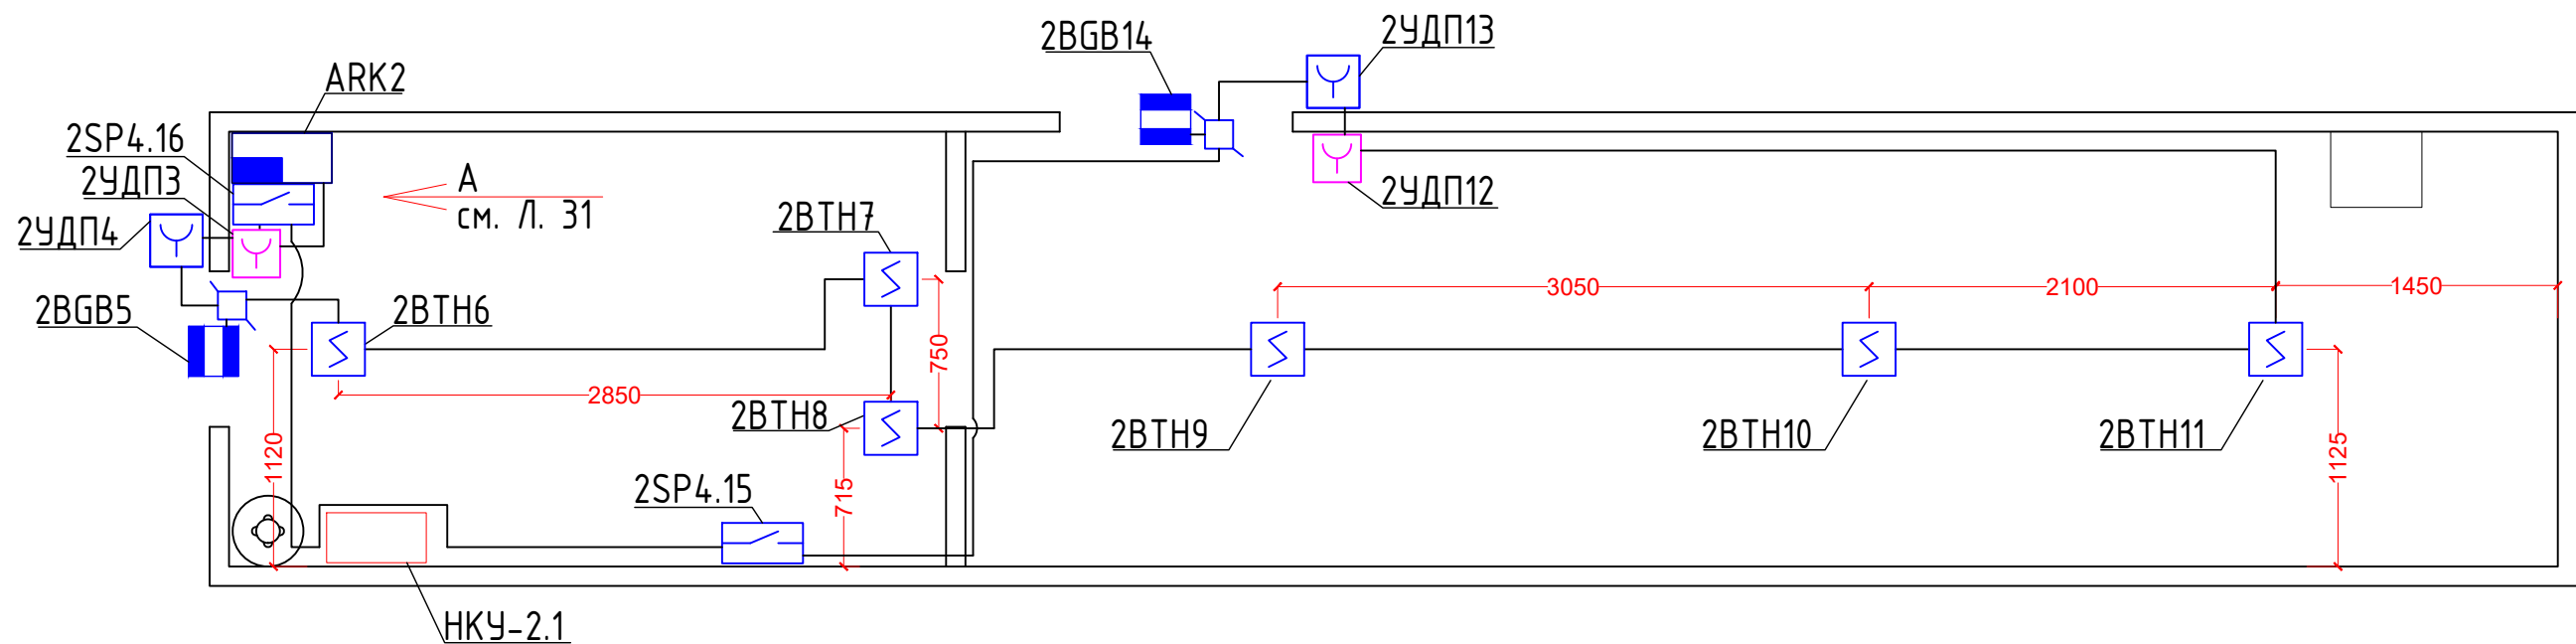 2BGB14
2УДП13
ARK2
2SP4.16
2УДП3
2УДП4
А
см. Л. 31
2BTH7
2УДП12
3050
2100
1450
2BGB5
2BTH6
750
2850
2BTH8
2BTH9
2BTH10
2BTH11
1120
1125
715
2SP4.15
НКУ-2.1